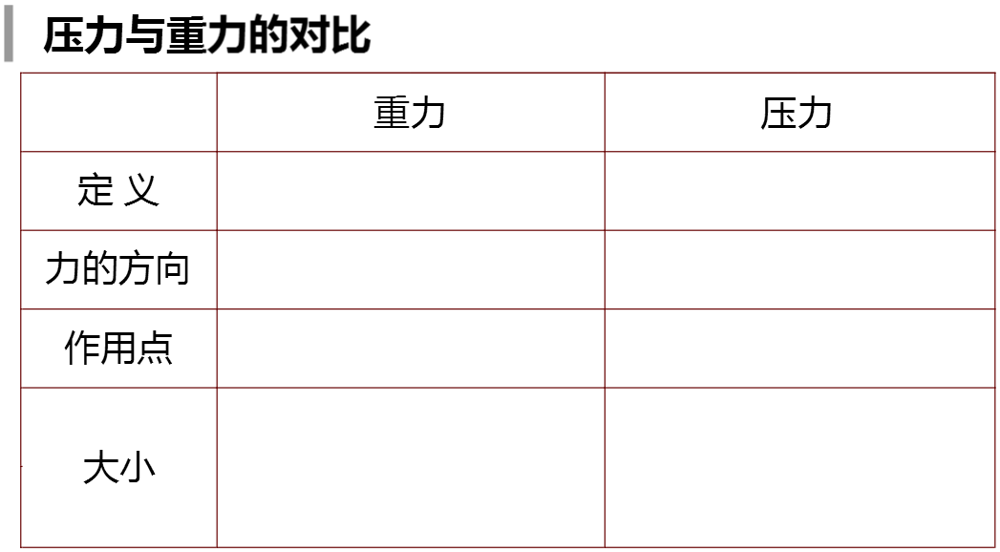 压力与重力的对比
重力 压力
定 义
力的方向
作用点
大小